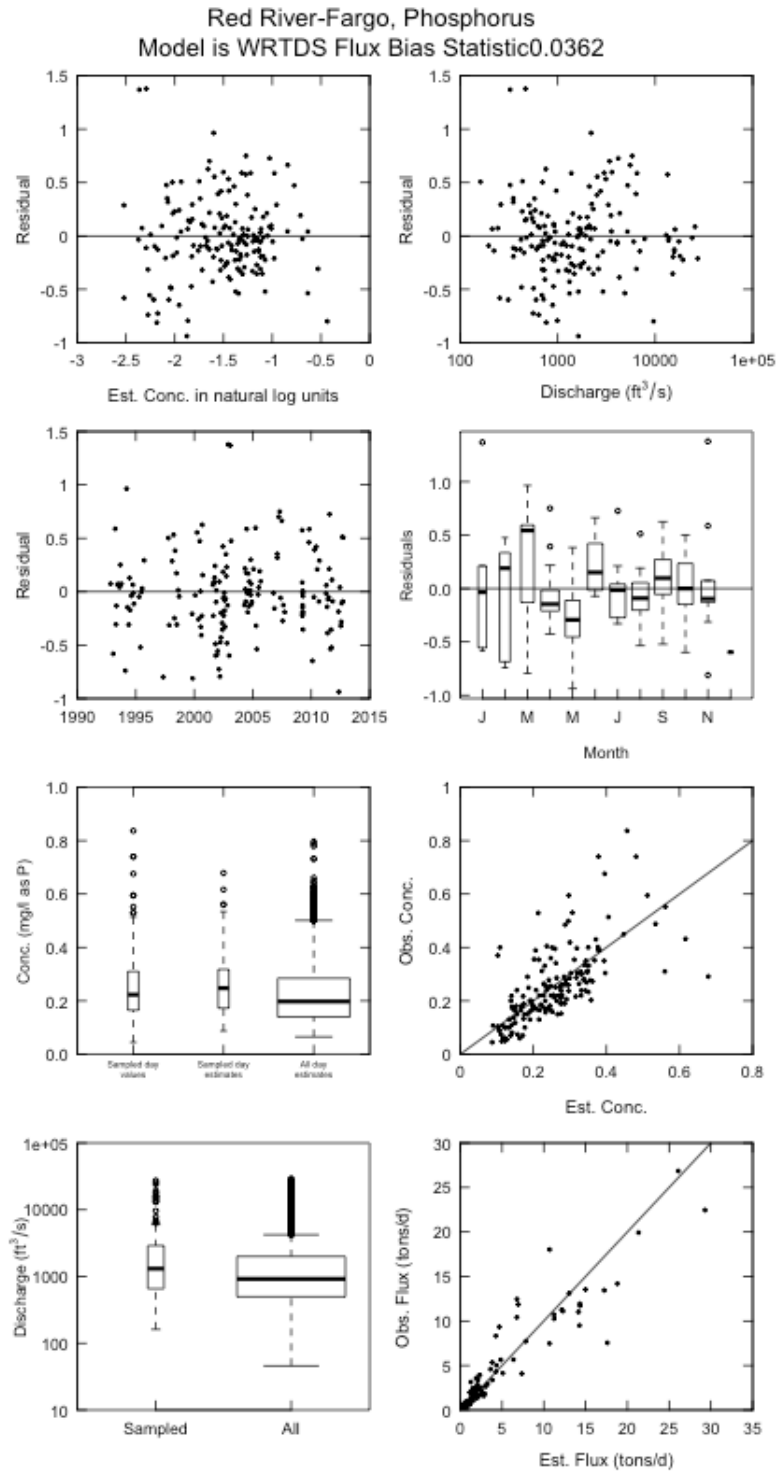 Red River-Fargo, Phosphorus
Model is WRTDS Flux Bias Statistic0.0362
1.5
1
0.5
0
-0.5
-1
Residual
-3 -2.5 -2 -1.5 -1 -0.5 0
Est. Conc. in natural log units
1.5
1
0.5
0
-0.5
-1
Residual
100 1000 10000 1e+05
Discharge (ft³/s)
1.5
1
0.5
0
-0.5
-1
Residual
1990 1995 2000 2005 2010 2015
1.0
0.5
0.0
-0.5
-1.0
Residuals
J M M J S N
Month
1.0
0.8
0.6
0.4
0.2
0.0
Conc. (mg/l as P)
Sampled day values
Sampled day estimates
All day estimates
1
0.8
0.6
0.4
0.2
0
Obs. Conc.
0 0.2 0.4 0.6 0.8
Est. Conc.
1e+05
10000
1000
100
10
Discharge (ft³/s)
Sampled All
30
25
20
15
10
5
0
Obs. Flux (tons/d)
0 5 10 15 20 25 30 35
Est. Flux (tons/d)